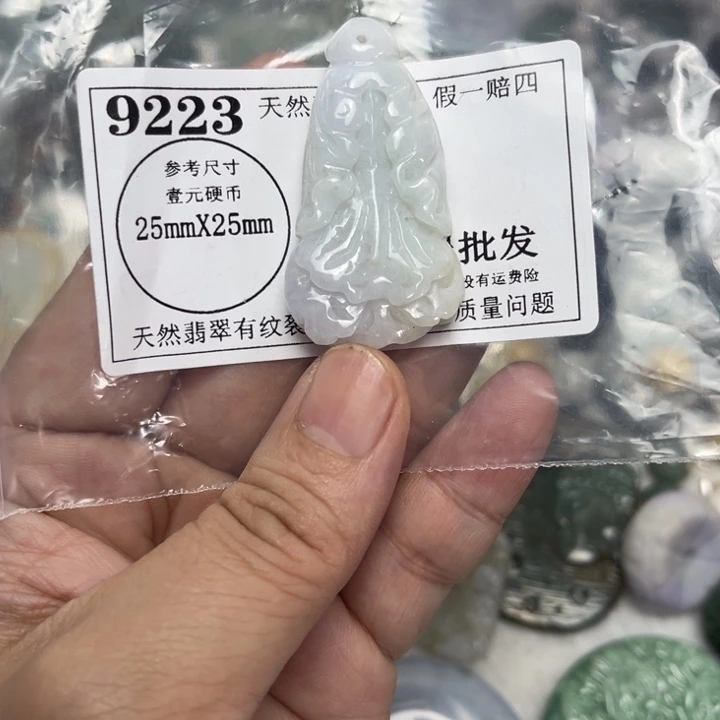 9223 天然 假一赔四
参考尺寸
壹元硬币
25mmX25mm
批发
没有运费险
天然翡翠有纹裂 质量问题